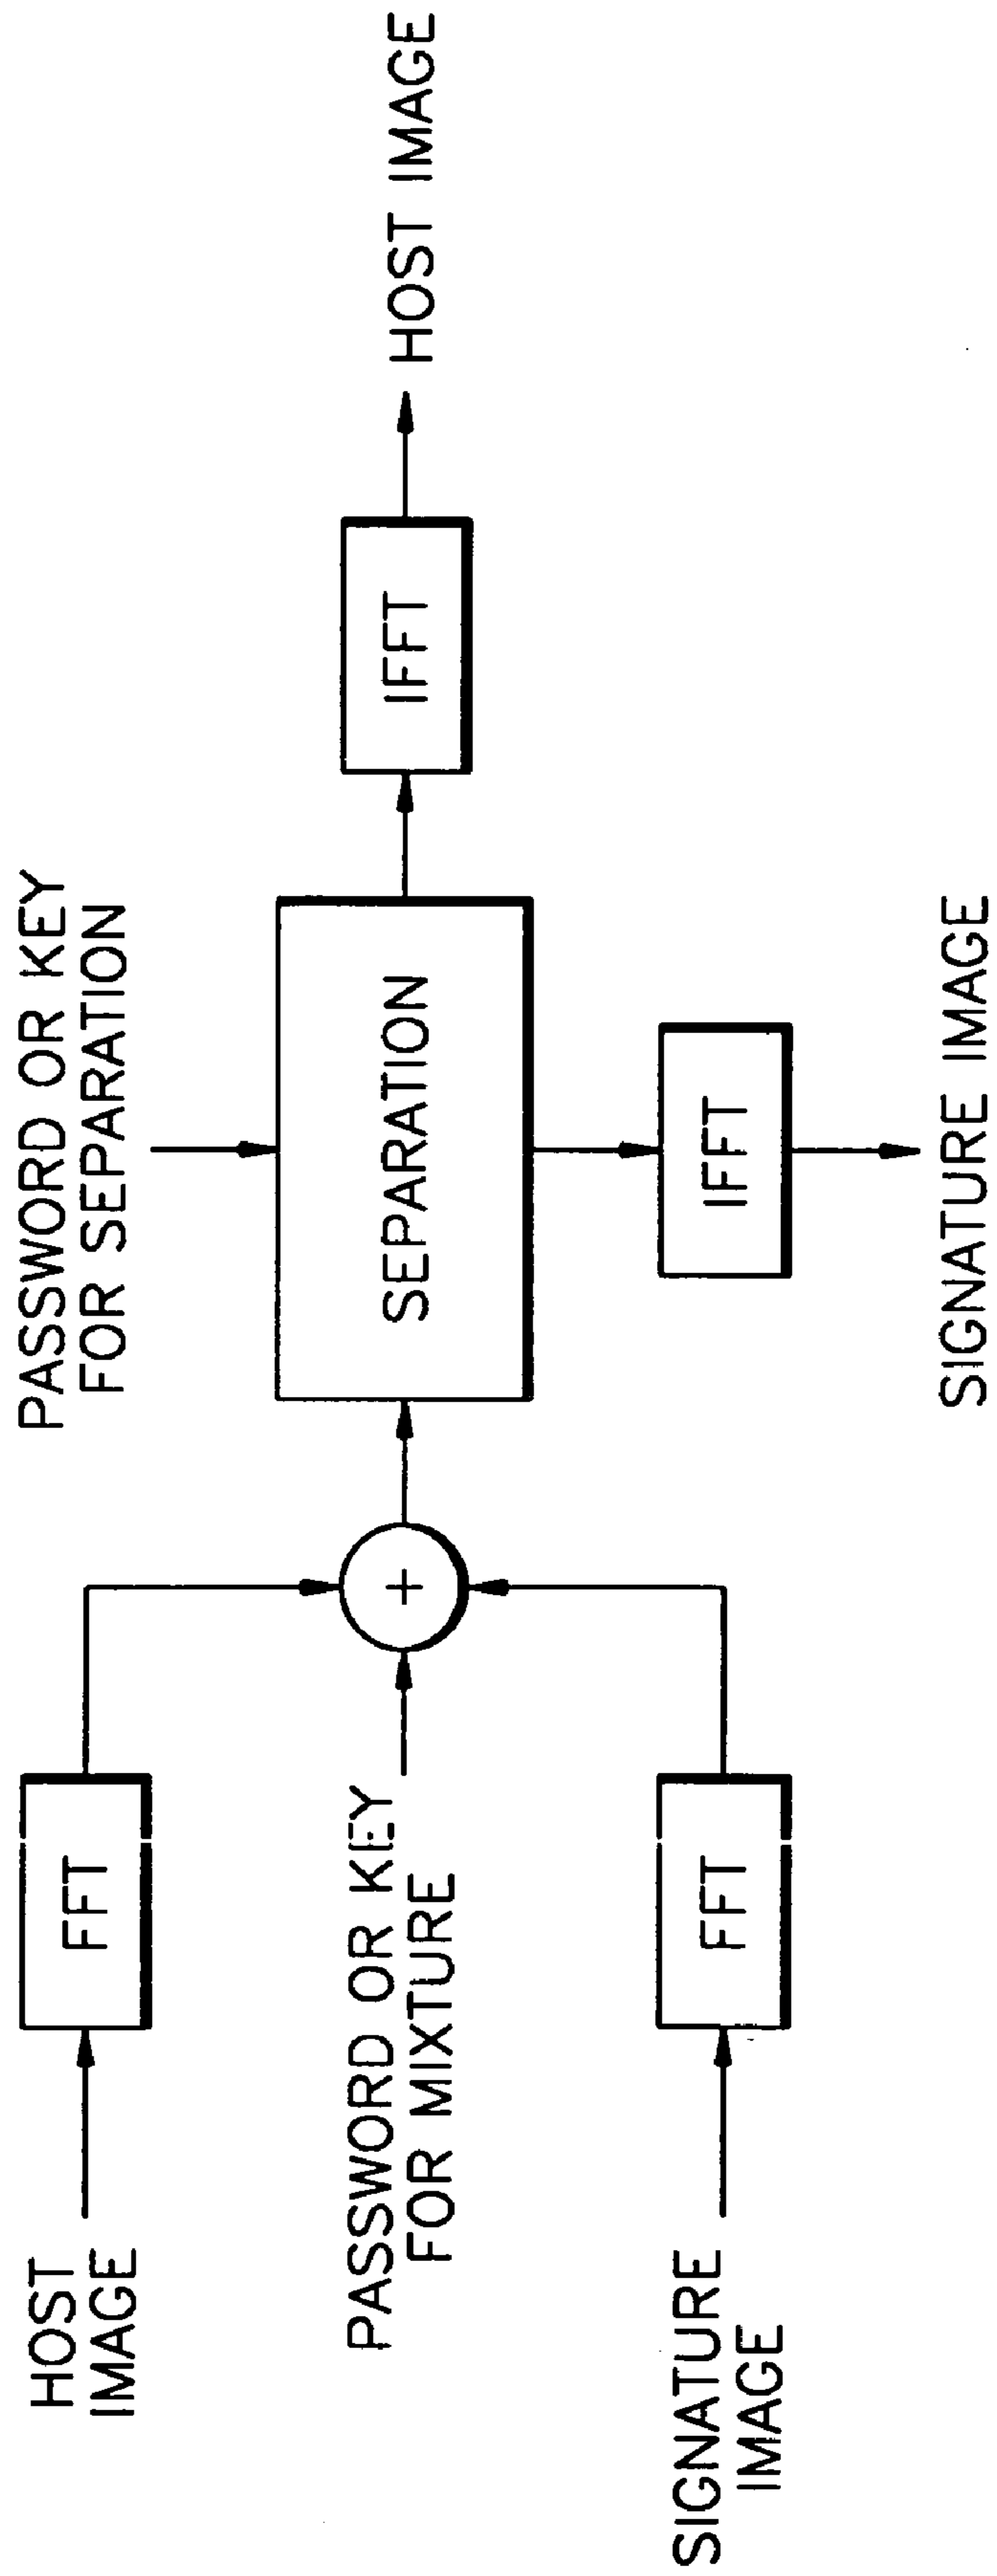 HOST
IMAGE
FFT
PASSWORD OR KEY
FOR MIXTURE
SIGNATURE
IMAGE
FFT
+
PASSWORD OR KEY
FOR SEPARATION
SEPARATION
IFFT
HOST IMAGE
IFFT
SIGNATURE IMAGE